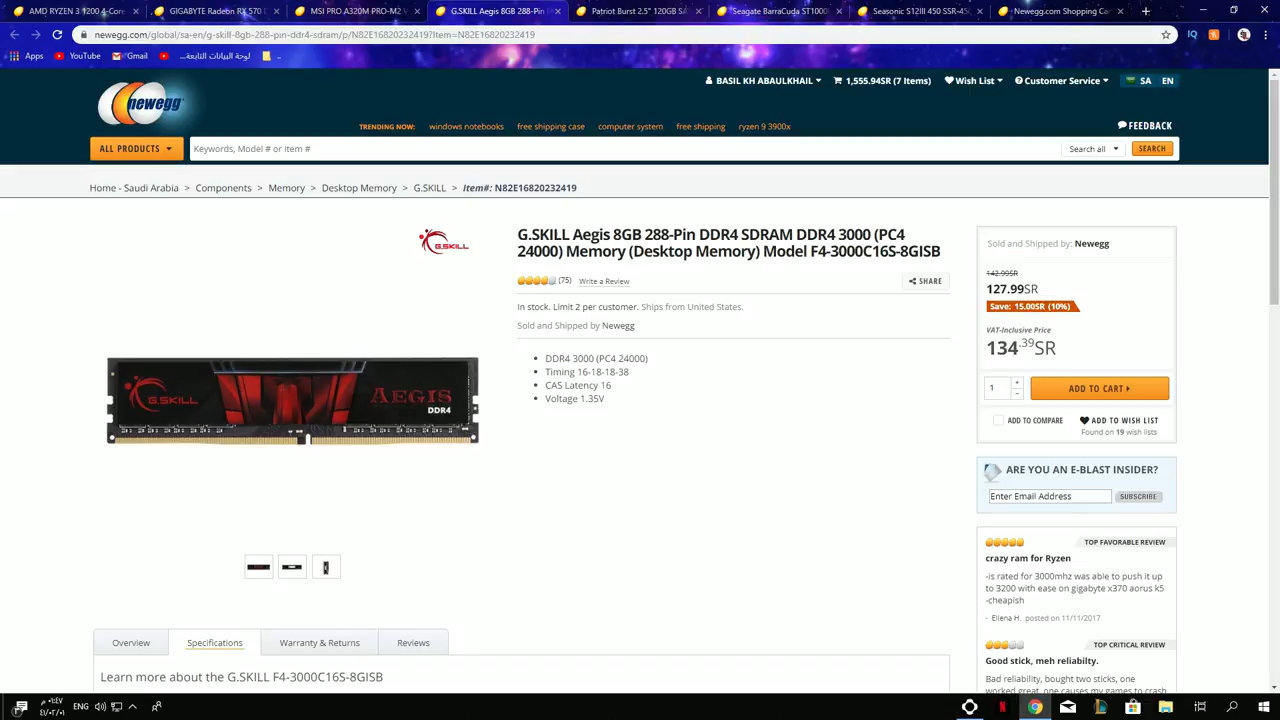 AMD RYZEN 3 1200 4-Core
GIGABYTE Radeon RX 570
MSI PRO A320M PRO-M2 V
G.SKILL Aegis 8GB 288-Pin
Patriot Burst 2.5" 120GB SA
Seagate BarraCuda ST1000
Seasonic S12III 450 SSR-45
Newegg.com Shopping Ca
newegg.com/global/sa-en/g-skill-8gb-288-pin-ddr4-sdram/p/N82E16820232419?Item=N82E16820232419
Apps
YouTube
Gmail
لوحة البيانات التابعة...
BASIL KH ABAULKHAIL
1,555.94SR (7 Items)
Wish List
Customer Service
SA
EN
newegg
TRENDING NOW:
windows notebooks
free shipping case
computer system
free shipping
ryzen 9 3900x
FEEDBACK
ALL PRODUCTS
Keywords, Model # or Item #
Search all
SEARCH
Home - Saudi Arabia > Components > Memory > Desktop Memory > G.SKILL > Item#: N82E16820232419
G.SKILL
G.SKILL Aegis 8GB 288-Pin DDR4 SDRAM DDR4 3000 (PC4
24000) Memory (Desktop Memory) Model F4-3000C16S-8GISB
(75)
Write a Review
SHARE
In stock. Limit 2 per customer. Ships from United States.
Sold and Shipped by Newegg
DDR4 3000 (PC4 24000)
Timing 16-18-18-38
CAS Latency 16
Voltage 1.35V
G.SKILL
AEGIS
DDR4
Sold and Shipped by: Newegg
142.99SR
127.99SR
Save: 15.00SR (10%)
VAT-Inclusive Price
134.39SR
1
ADD TO CART
ADD TO COMPARE
ADD TO WISH LIST
Found on 19 wish lists
ARE YOU AN E-BLAST INSIDER?
Enter Email Address
SUBSCRIBE
TOP FAVORABLE REVIEW
crazy ram for Ryzen
-is rated for 3000mhz was able to push it up
to 3200 with ease on gigabyte x370 aorus k5
-cheapish
- Ellena H. posted on 11/11/2017
TOP CRITICAL REVIEW
Good stick, meh reliabilty.
Bad reliability, bought two sticks, one
worked great, one causes my games to crash
Overview
Specifications
Warranty & Returns
Reviews
Learn more about the G.SKILL F4-3000C16S-8GISB
ENG